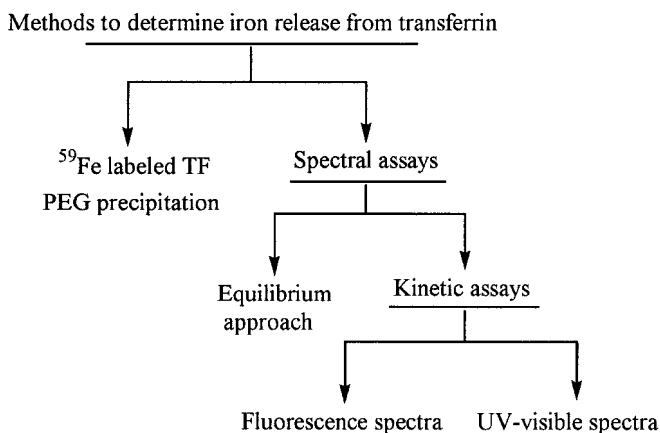 Methods to determine iron release from transferrin
⁵⁹Fe labeled TF
PEG precipitation
Spectral assays
Equilibrium
approach
Kinetic assays
Fluorescence spectra
UV-visible spectra